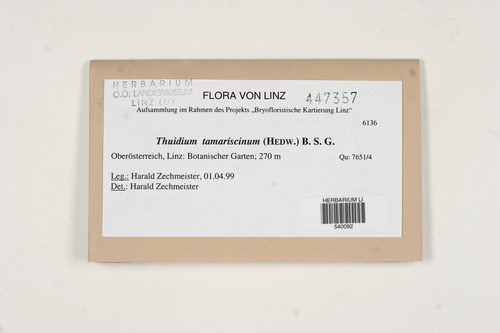 HERBARIUM
O.Ö. LANDESMUSEUM
LINZ (LI)
FLORA VON LINZ
447357
Aufsammlung im Rahmen des Projekts „Bryofloristische Kartierung Linz"
6136
Thuidium tamariscinum (HEDW.) B. S. G.
Oberösterreich, Linz: Botanischer Garten; 270 m
Qu: 7651/4
Leg.: Harald Zechmeister, 01.04.99
Det.: Harald Zechmeister
HERBARIUM LI
540092